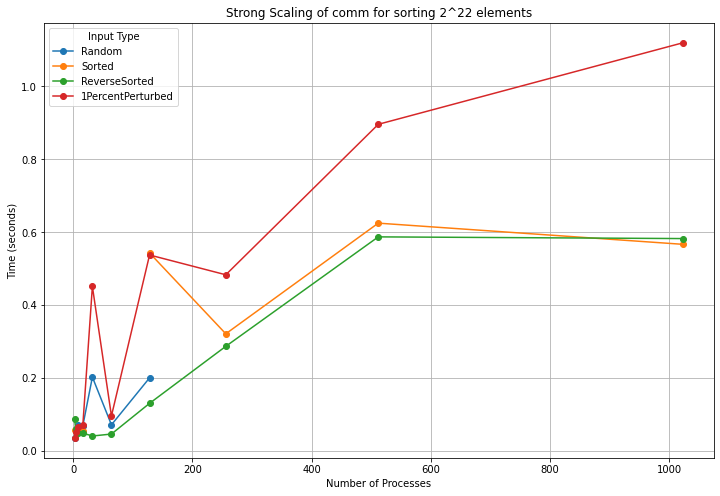 Strong Scaling of comm for sorting 2^22 elements
Input Type
Random
Sorted
ReverseSorted
1PercentPerturbed
Time (seconds)
1.0
0.8
0.6
0.4
0.2
0.0
0
200
400
600
800
1000
Number of Processes